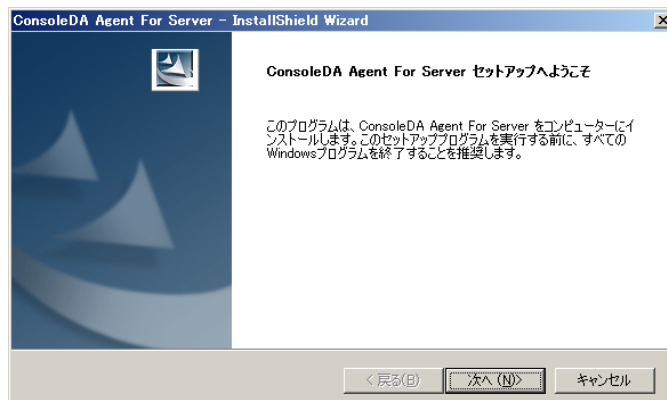 ConsoleDA Agent For Server - InstallShield Wizard
ConsoleDA Agent For Server セットアップへようこそ
このプログラムは、ConsoleDA Agent For Server をコンピューターにイ
ンストールします。このセットアッププログラムを実行する前に、すべての
Windowsプログラムを終了することを推奨します。
< 戻る(B)
次へ (N)>
キャンセル